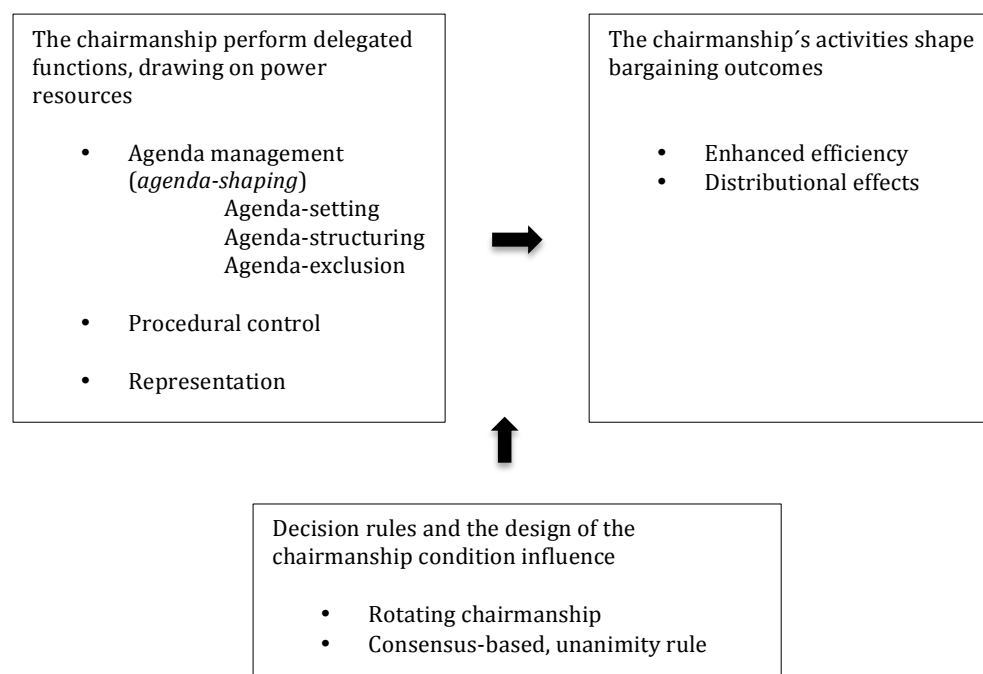 The chairmanship perform delegated
functions, drawing on power
resources
• Agenda management
(agenda-shaping)
Agenda-setting
Agenda-structuring
Agenda-exclusion
• Procedural control
• Representation
The chairmanship´s activities shape
bargaining outcomes
• Enhanced efficiency
• Distributional effects
Decision rules and the design of the
chairmanship condition influence
• Rotating chairmanship
• Consensus-based, unanimity rule